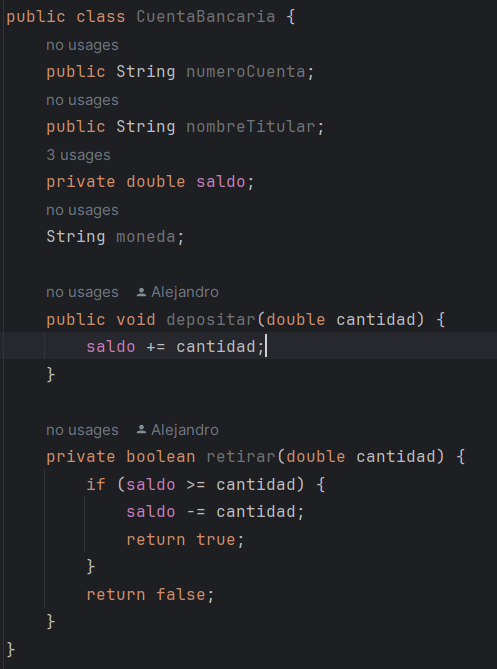 public class CuentaBancaria {
no usages
public String numeroCuenta;
no usages
public String nombreTitular;
3 usages
private double saldo;
no usages
String moneda;
no usages Alejandro
public void depositar(double cantidad) {
saldo += cantidad;
}
no usages Alejandro
private boolean retirar(double cantidad) {
if (saldo >= cantidad) {
saldo -= cantidad;
return true;
}
return false;
}
}